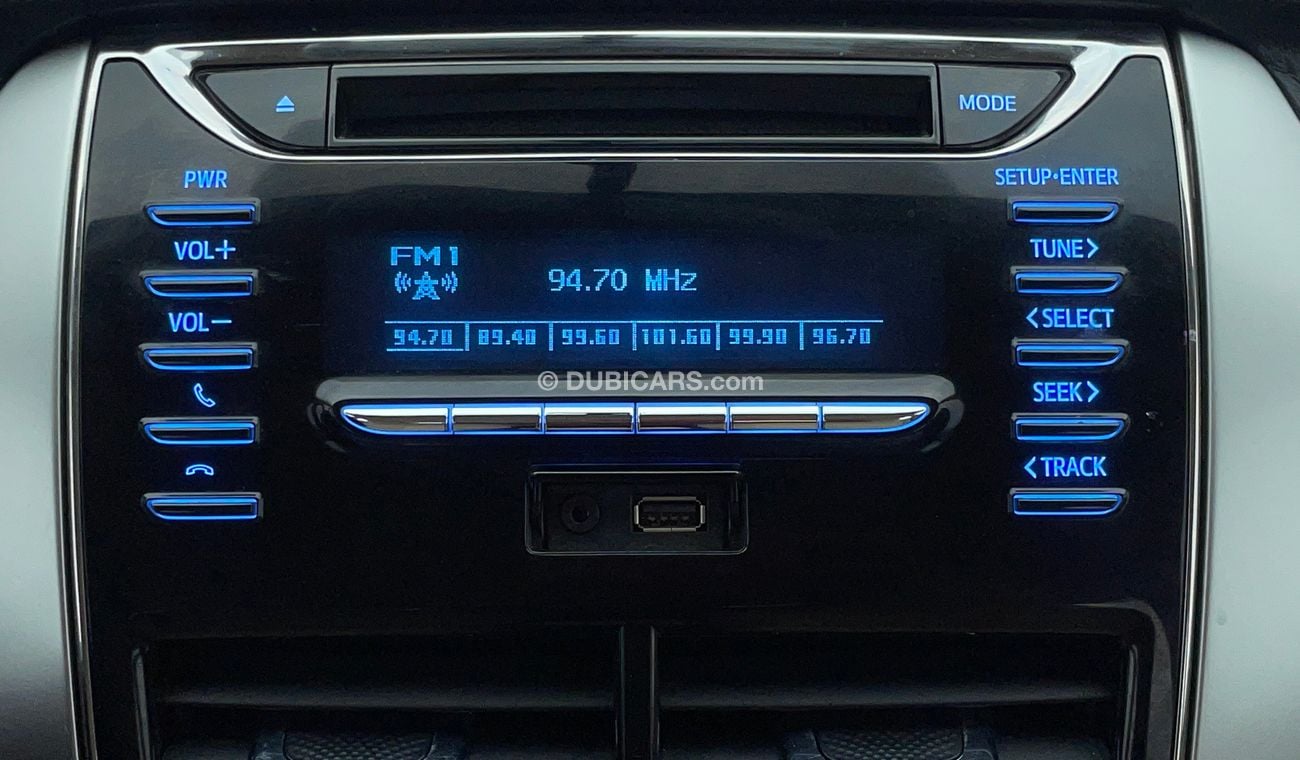 MODE
PWR
SETUP•ENTER
VOL+
TUNE>
FM1
94.70 MHz
VOL−
<SELECT
94.70 89.40 99.60 101.60 99.90 96.70
© DUBICARS.com
SEEK>
<TRACK